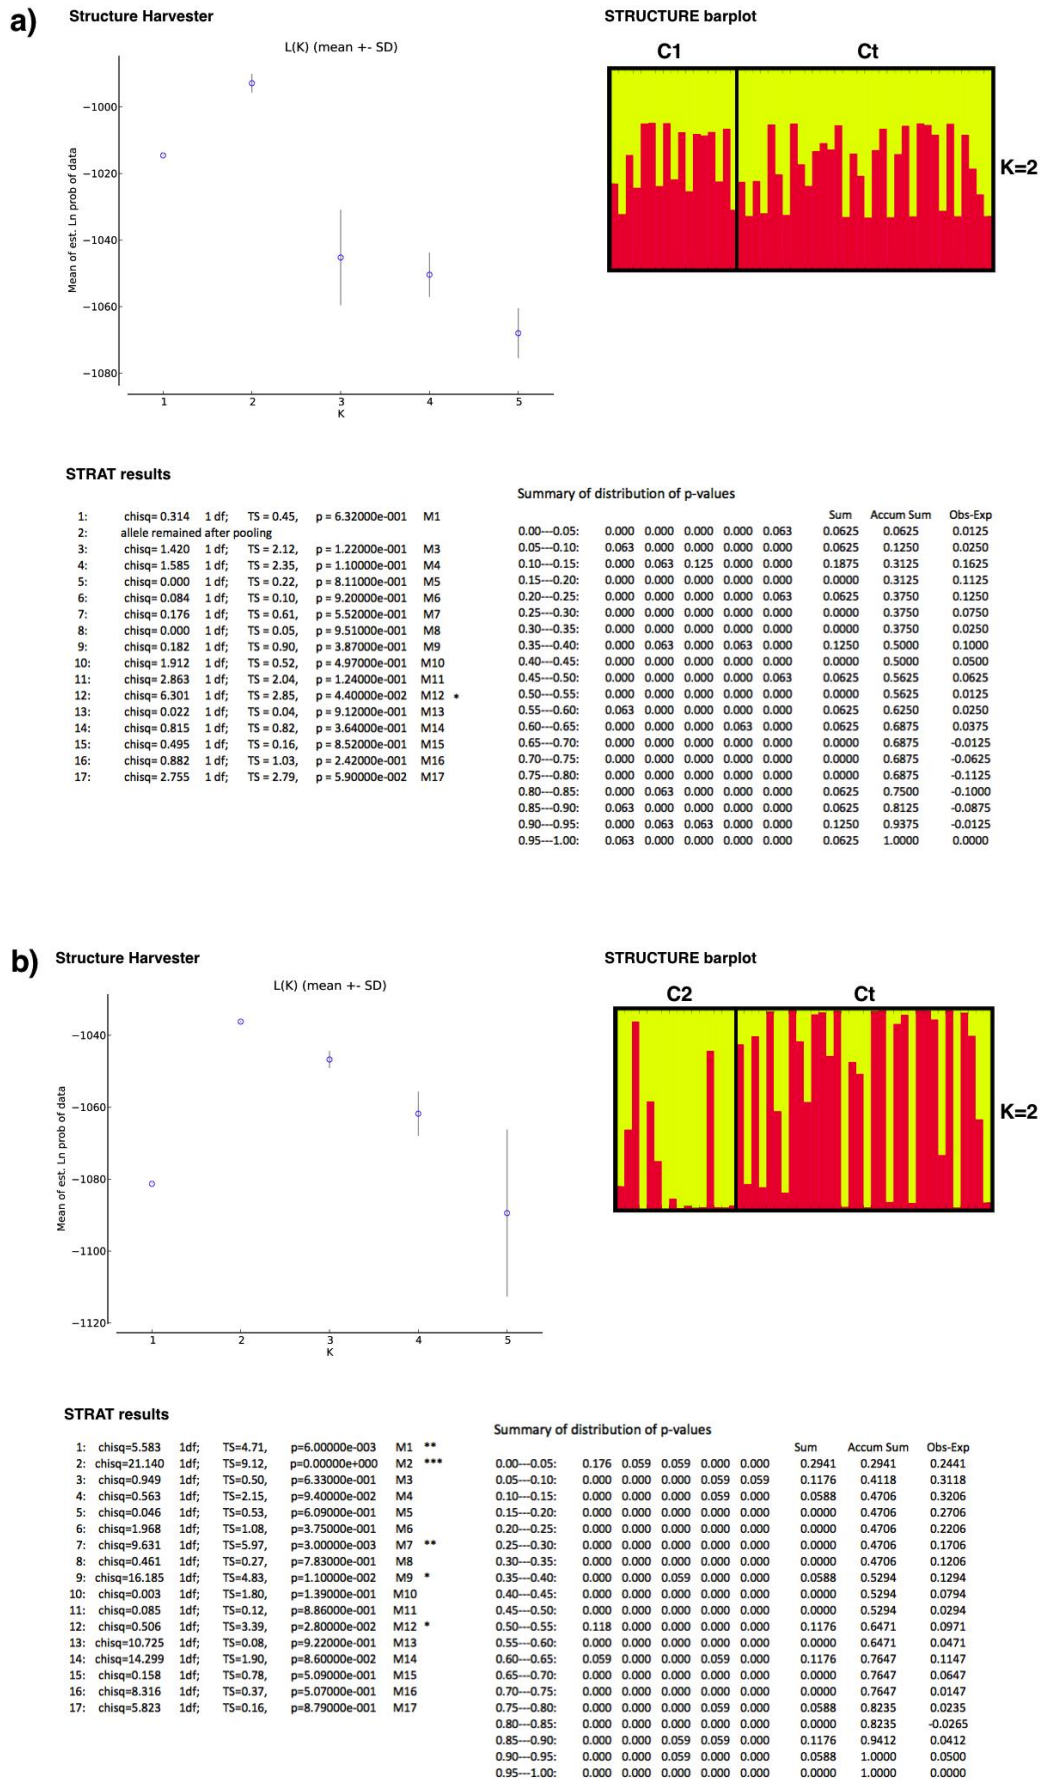 a)
Structure Harvester
STRUCTURE barplot
L(K) (mean +- SD)
C1 Ct
Mean of est. Ln prob of data
−1000
−1020
−1040
−1060
−1080
1 2 3 4 5
K
K=2
STRAT results
1: chisq= 0.314 1 df; TS = 0.45, p = 6.32000e-001 M1
2: allele remained after pooling
3: chisq= 1.420 1 df; TS = 2.12, p = 1.22000e-001 M3
4: chisq= 1.585 1 df; TS = 2.35, p = 1.10000e-001 M4
5: chisq= 0.000 1 df; TS = 0.22, p = 8.11000e-001 M5
6: chisq= 0.084 1 df; TS = 0.10, p = 9.20000e-001 M6
7: chisq= 0.176 1 df; TS = 0.61, p = 5.52000e-001 M7
8: chisq= 0.000 1 df; TS = 0.05, p = 9.51000e-001 M8
9: chisq= 0.182 1 df; TS = 0.90, p = 3.87000e-001 M9
10: chisq= 1.912 1 df; TS = 0.52, p = 4.97000e-001 M10
11: chisq= 2.863 1 df; TS = 2.04, p = 1.24000e-001 M11
12: chisq= 6.301 1 df; TS = 2.85, p = 4.40000e-002 M12 *
13: chisq= 0.022 1 df; TS = 0.04, p = 9.12000e-001 M13
14: chisq= 0.815 1 df; TS = 0.82, p = 3.64000e-001 M14
15: chisq= 0.495 1 df; TS = 0.16, p = 8.52000e-001 M15
16: chisq= 0.882 1 df; TS = 1.03, p = 2.42000e-001 M16
17: chisq= 2.755 1 df; TS = 2.79, p = 5.90000e-002 M17
Summary of distribution of p-values
Sum Accum Sum Obs-Exp
0.00---0.05: 0.000 0.000 0.000 0.000 0.063 0.0625 0.0625 0.0125
0.05---0.10: 0.063 0.000 0.000 0.000 0.000 0.0625 0.1250 0.0250
0.10---0.15: 0.000 0.063 0.125 0.000 0.000 0.1875 0.3125 0.1625
0.15---0.20: 0.000 0.000 0.000 0.000 0.000 0.0000 0.3125 0.1125
0.20---0.25: 0.000 0.000 0.000 0.000 0.063 0.0625 0.3750 0.1250
0.25---0.30: 0.000 0.000 0.000 0.000 0.000 0.0000 0.3750 0.0750
0.30---0.35: 0.000 0.000 0.000 0.000 0.000 0.0000 0.3750 0.0250
0.35---0.40: 0.000 0.063 0.000 0.063 0.000 0.1250 0.5000 0.1000
0.40---0.45: 0.000 0.000 0.000 0.000 0.000 0.0000 0.5000 0.0500
0.45---0.50: 0.000 0.000 0.000 0.000 0.063 0.0625 0.5625 0.0625
0.50---0.55: 0.000 0.000 0.000 0.000 0.000 0.0000 0.5625 0.0125
0.55---0.60: 0.063 0.000 0.000 0.000 0.000 0.0625 0.6250 0.0250
0.60---0.65: 0.000 0.000 0.000 0.063 0.000 0.0625 0.6875 0.0375
0.65---0.70: 0.000 0.000 0.000 0.000 0.000 0.0000 0.6875 -0.0125
0.70---0.75: 0.000 0.000 0.000 0.000 0.000 0.0000 0.6875 -0.0625
0.75---0.80: 0.000 0.000 0.000 0.000 0.000 0.0000 0.6875 -0.1125
0.80---0.85: 0.000 0.063 0.000 0.000 0.000 0.0625 0.7500 -0.1000
0.85---0.90: 0.063 0.000 0.000 0.000 0.000 0.0625 0.8125 -0.0875
0.90---0.95: 0.000 0.063 0.063 0.000 0.000 0.1250 0.9375 -0.0125
0.95---1.00: 0.063 0.000 0.000 0.000 0.000 0.0625 1.0000 0.0000
b)
Structure Harvester
STRUCTURE barplot
L(K) (mean +- SD)
C2 Ct
Mean of est. Ln prob of data
−1040
−1060
−1080
−1100
−1120
1 2 3 4 5
K
K=2
STRAT results
1: chisq=5.583 1df; TS=4.71, p=6.00000e-003 M1 **
2: chisq=21.140 1df; TS=9.12, p=0.00000e+000 M2 ***
3: chisq=0.949 1df; TS=0.50, p=6.33000e-001 M3
4: chisq=0.563 1df; TS=2.15, p=9.40000e-002 M4
5: chisq=0.046 1df; TS=0.53, p=6.09000e-001 M5
6: chisq=1.968 1df; TS=1.08, p=3.75000e-001 M6
7: chisq=9.631 1df; TS=5.97, p=3.00000e-003 M7 **
8: chisq=0.461 1df; TS=0.27, p=7.83000e-001 M8
9: chisq=16.185 1df; TS=4.83, p=1.10000e-002 M9 *
10: chisq=0.003 1df; TS=1.80, p=1.39000e-001 M10
11: chisq=0.085 1df; TS=0.12, p=8.86000e-001 M11
12: chisq=0.506 1df; TS=3.39, p=2.80000e-002 M12 *
13: chisq=10.725 1df; TS=0.08, p=9.22000e-001 M13
14: chisq=14.299 1df; TS=1.90, p=8.60000e-002 M14
15: chisq=0.158 1df; TS=0.78, p=5.09000e-001 M15
16: chisq=8.316 1df; TS=0.37, p=5.07000e-001 M16
17: chisq=5.823 1df; TS=0.16, p=8.79000e-001 M17
Summary of distribution of p-values
Sum Accum Sum Obs-Exp
0.00---0.05: 0.176 0.059 0.059 0.000 0.000 0.2941 0.2941 0.2441
0.05---0.10: 0.000 0.000 0.000 0.059 0.059 0.1176 0.4118 0.3118
0.10---0.15: 0.000 0.000 0.000 0.059 0.000 0.0588 0.4706 0.3206
0.15---0.20: 0.000 0.000 0.000 0.000 0.000 0.0000 0.4706 0.2706
0.20---0.25: 0.000 0.000 0.000 0.000 0.000 0.0000 0.4706 0.2206
0.25---0.30: 0.000 0.000 0.000 0.000 0.000 0.0000 0.4706 0.1706
0.30---0.35: 0.000 0.000 0.000 0.000 0.000 0.0000 0.4706 0.1206
0.35---0.40: 0.000 0.000 0.059 0.000 0.000 0.0588 0.5294 0.1294
0.40---0.45: 0.000 0.000 0.000 0.000 0.000 0.0000 0.5294 0.0794
0.45---0.50: 0.000 0.000 0.000 0.000 0.000 0.0000 0.5294 0.0294
0.50---0.55: 0.118 0.000 0.000 0.000 0.000 0.1176 0.6471 0.0971
0.55---0.60: 0.000 0.000 0.000 0.000 0.000 0.0000 0.6471 0.0471
0.60---0.65: 0.059 0.000 0.000 0.059 0.000 0.1176 0.7647 0.1147
0.65---0.70: 0.000 0.000 0.000 0.000 0.000 0.0000 0.7647 0.0647
0.70---0.75: 0.000 0.000 0.000 0.000 0.000 0.0000 0.7647 0.0147
0.75---0.80: 0.000 0.000 0.000 0.059 0.000 0.0588 0.8235 0.0235
0.80---0.85: 0.000 0.000 0.000 0.000 0.000 0.0000 0.8235 -0.0265
0.85---0.90: 0.000 0.000 0.059 0.059 0.000 0.1176 0.9412 0.0412
0.90---0.95: 0.000 0.000 0.059 0.000 0.000 0.0588 1.0000 0.0500
0.95---1.00: 0.000 0.000 0.000 0.000 0.000 0.0000 1.0000 0.0000